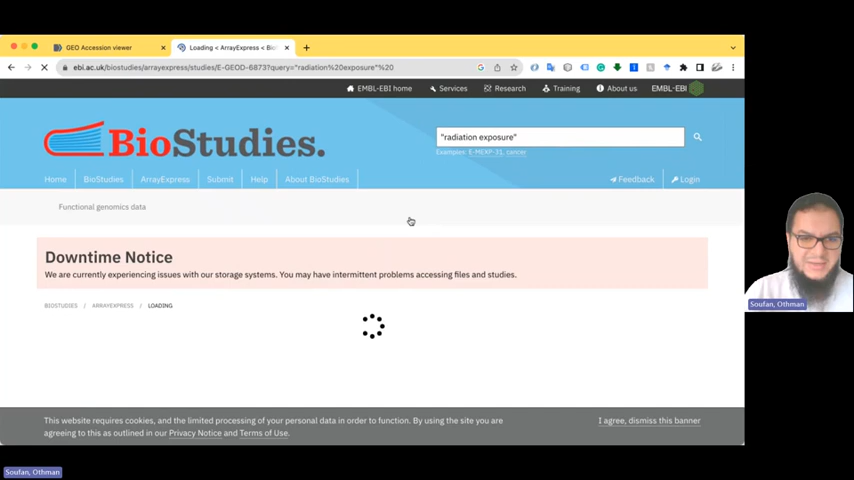 GEO Accession viewer
Loading < ArrayExpress < Bio
ebi.ac.uk/biostudies/arrayexpress/studies/E-GEOD-6873?query="radiation%20exposure"%20
EMBL-EBI home Services Research Training About us EMBL-EBI
BioStudies.
"radiation exposure"
Examples: E-MEXP-31, cancer
Home BioStudies ArrayExpress Submit Help About BioStudies Feedback Login
Functional genomics data
Downtime Notice
We are currently experiencing issues with our storage systems. You may have intermittent problems accessing files and studies.
BIOSTUDIES / ARRAYEXPRESS / LOADING
Soufan, Othman
This website requires cookies, and the limited processing of your personal data in order to function. By using the site you are
agreeing to this as outlined in our Privacy Notice and Terms of Use.
I agree, dismiss this banner
Soufan, Othman